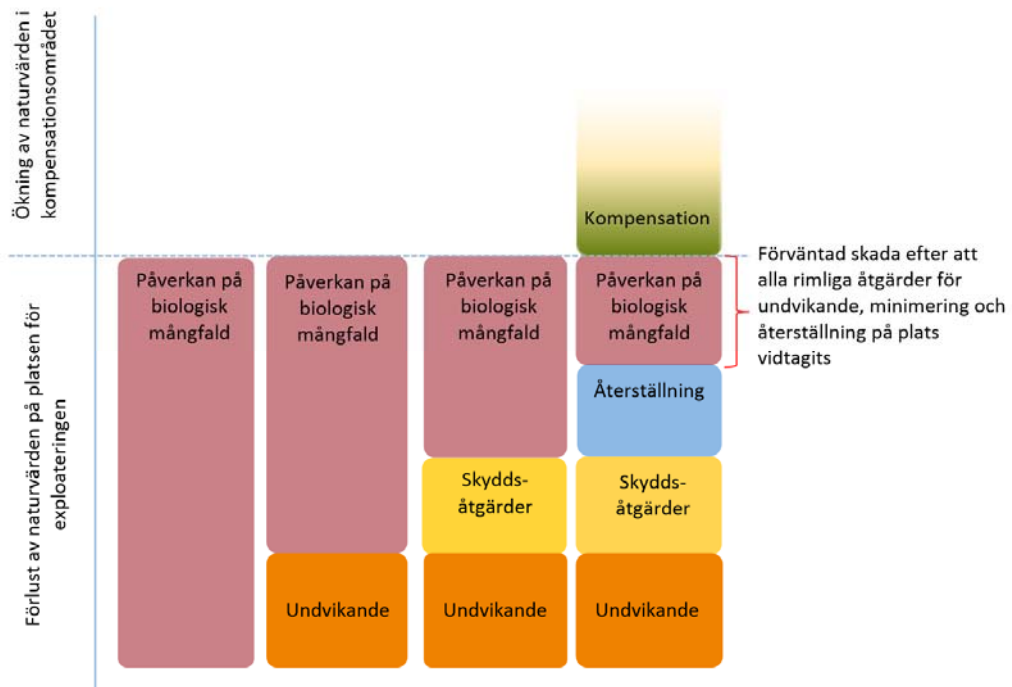 Ökning av naturvärden i
kompensationsområdet
Förlust av naturvärden på platsen för
exploateringen
Påverkan på
biologisk
mångfald
Påverkan på
biologisk
mångfald
Undvikande
Påverkan på
biologisk
mångfald
Skydds-
åtgärder
Undvikande
Kompensation
Påverkan på
biologisk
mångfald
Återställning
Skydds-
åtgärder
Undvikande
Förväntad skada efter att
alla rimliga åtgärder för
undvikande, minimering och
återställning på plats
vidtagits